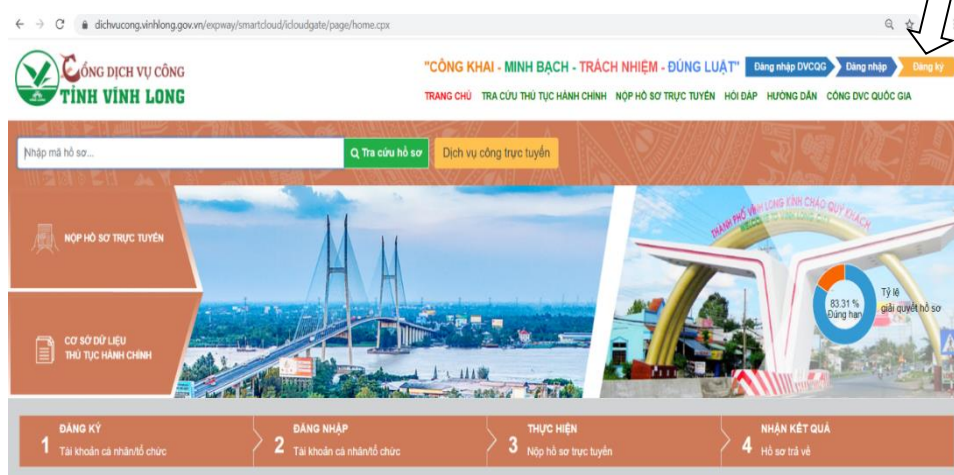 dichvucong.vinhlong.gov.vn/expway/smartcloud/icloudgate/page/home.cpx
CỔNG DỊCH VỤ CÔNG
TỈNH VĨNH LONG
"CÔNG KHAI - MINH BẠCH - TRÁCH NHIỆM - ĐÚNG LUẬT"
Đăng nhập DVCQG Đăng nhập Đăng ký
TRANG CHỦ TRA CỨU THỦ TỤC HÀNH CHÍNH NỘP HỒ SƠ TRỰC TUYẾN HỎI ĐÁP HƯỚNG DẪN CỔNG DVC QUỐC GIA
Nhập mã hồ sơ...
Tra cứu hồ sơ
Dịch vụ công trực tuyến
NỘP HỒ SƠ TRỰC TUYẾN
CƠ SỞ DỮ LIỆU
THỦ TỤC HÀNH CHÍNH
THÀNH PHỐ VĨNH LONG KÍNH CHÀO QUÝ KHÁCH
WELCOME TO VINH LONG CITY
83.31 %
Đúng hạn
Tỷ lệ
giải quyết hồ sơ
1 ĐĂNG KÝ
Tài khoản cá nhân/tổ chức
2 ĐĂNG NHẬP
Tài khoản cá nhân/tổ chức
3 THỰC HIỆN
Nộp hồ sơ trực tuyến
4 NHẬN KẾT QUẢ
Hồ sơ trả về